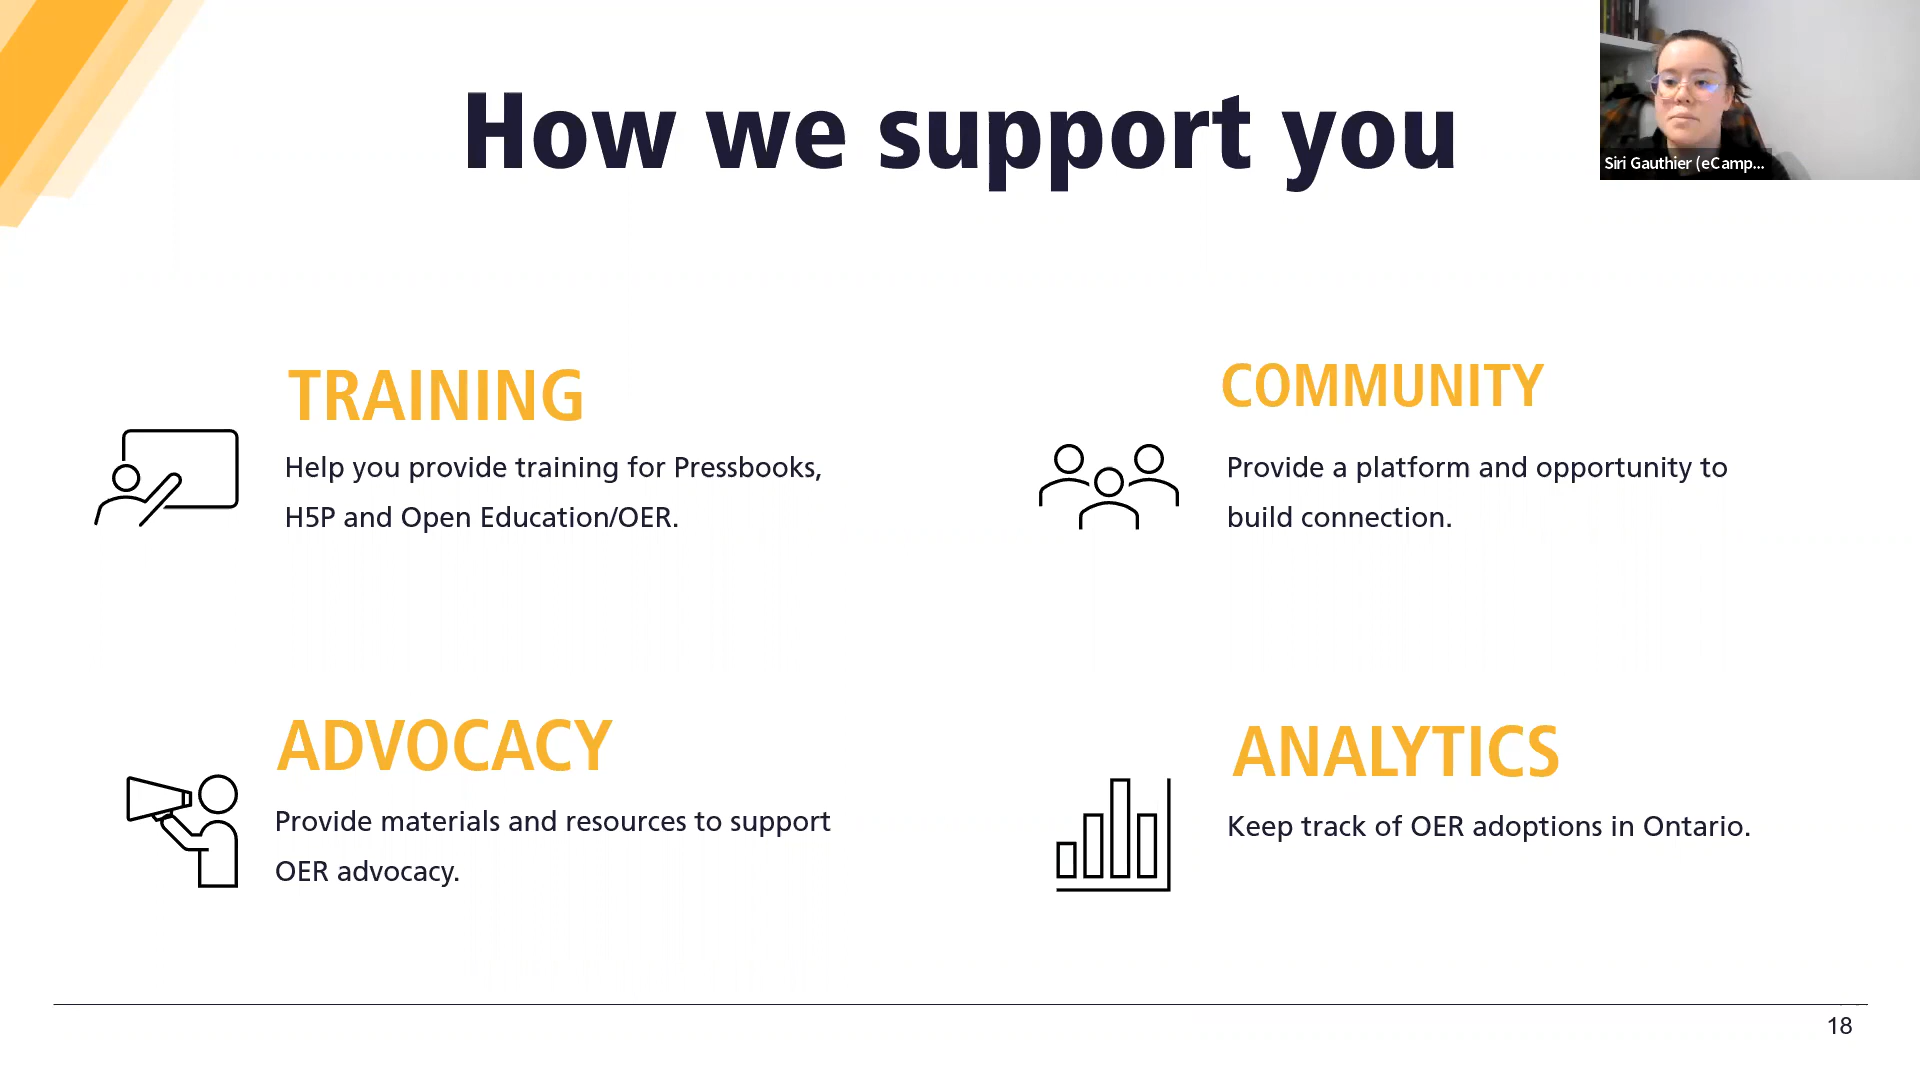 How we support you
Siri Gauthier (eCamp...
TRAINING
Help you provide training for Pressbooks,
H5P and Open Education/OER.
COMMUNITY
Provide a platform and opportunity to
build connection.
ADVOCACY
Provide materials and resources to support
OER advocacy.
ANALYTICS
Keep track of OER adoptions in Ontario.
18